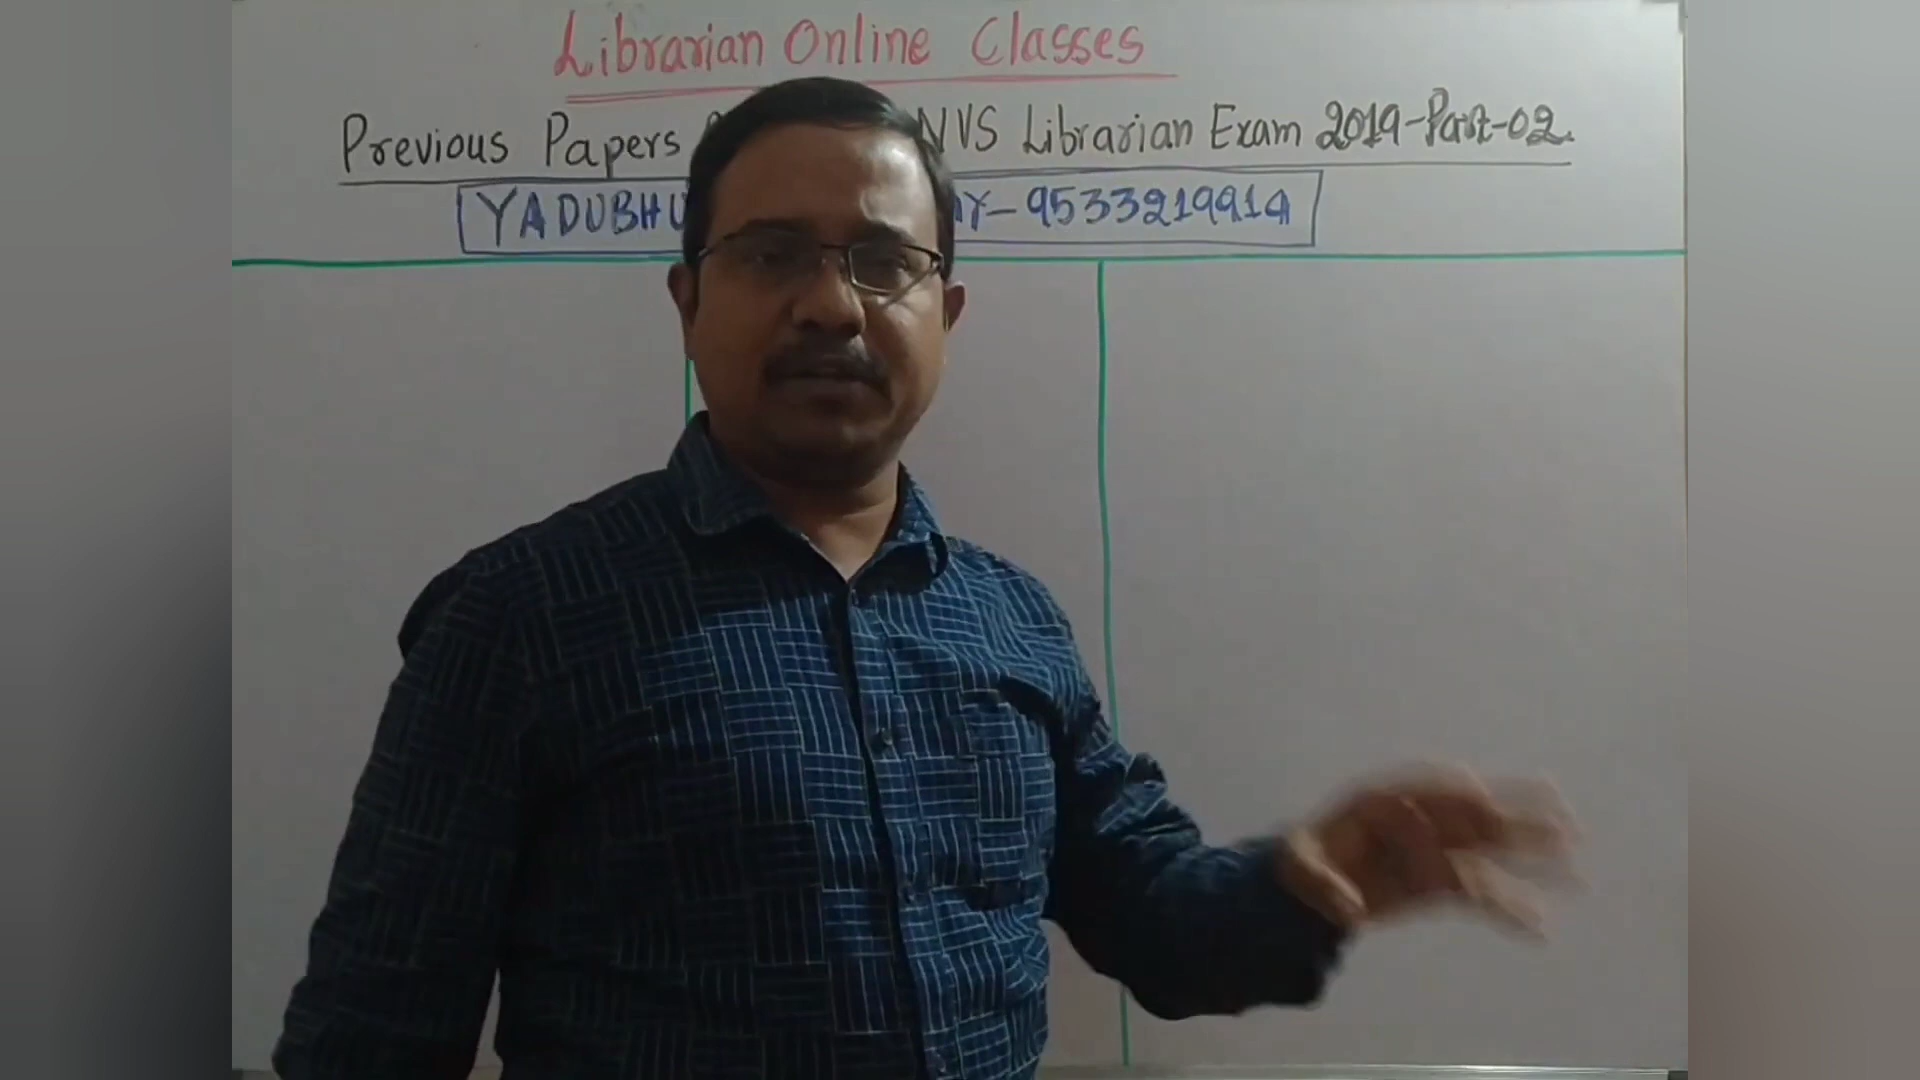 Librarian Online Classes
Previous Papers NVS Librarian Exam 2019-Part-02.
YADUBHU -9533219914